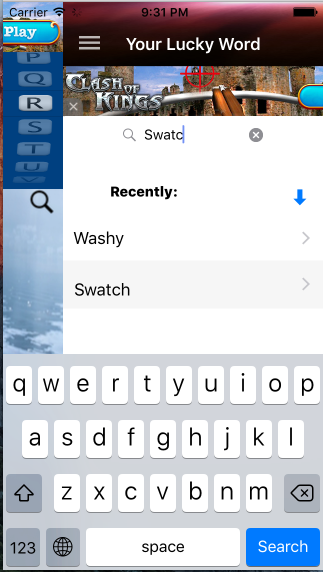 Carrier 9:31 PM
Play
Your Lucky Word
CLASH OF
KINGS
P
Q
R
S
T
U
V
Swatc
Recently:
Washy
Swatch
q w e r t y u i o p
a s d f g h j k l
z x c v b n m
123 space Search